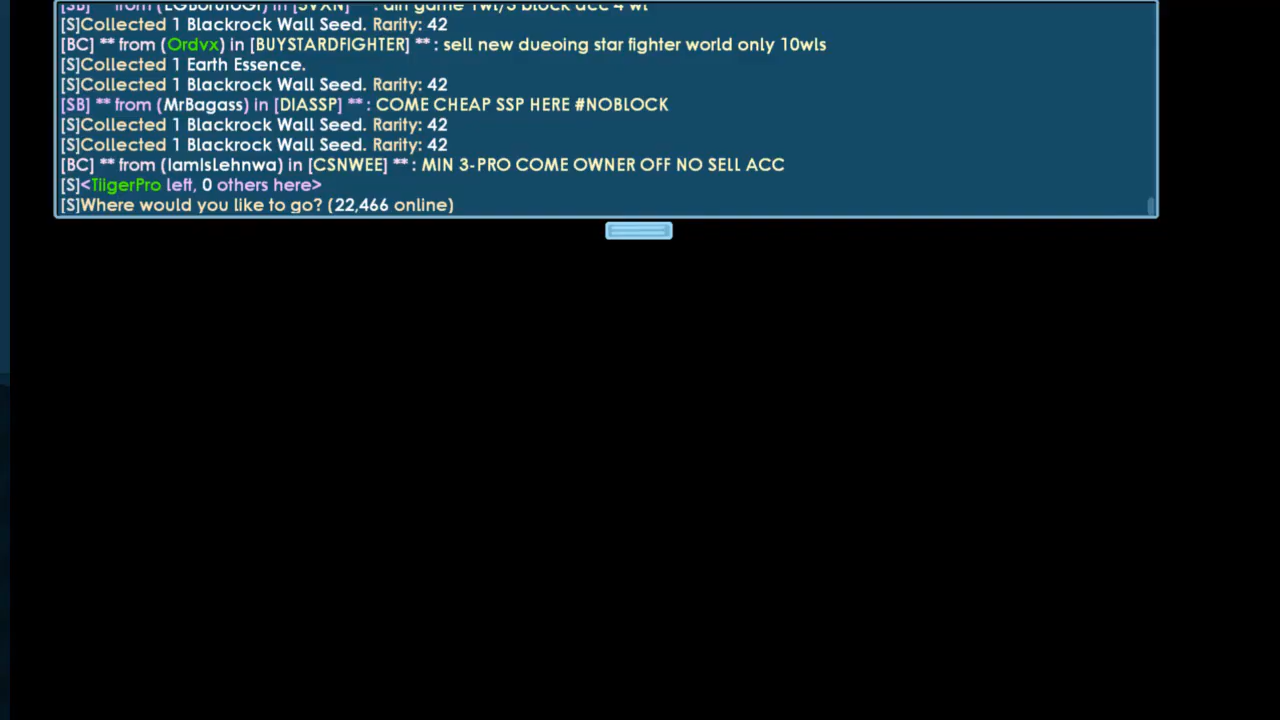 [S]Collected 1 Blackrock Wall Seed. Rarity: 42
[BC] ** from (Ordvx) in [BUYSTARDFIGHTER] ** : sell new dueoing star fighter world only 10wls
[S]Collected 1 Earth Essence.
[S]Collected 1 Blackrock Wall Seed. Rarity: 42
[SB] ** from (MrBagass) in [DIASSP] ** : COME CHEAP SSP HERE #NOBLOCK
[S]Collected 1 Blackrock Wall Seed. Rarity: 42
[S]Collected 1 Blackrock Wall Seed. Rarity: 42
[BC] ** from (IamIsLehnwa) in [CSNWEE] ** : MIN 3-PRO COME OWNER OFF NO SELL ACC
[S]<TiigerPro left, 0 others here>
[S]Where would you like to go? (22,466 online)